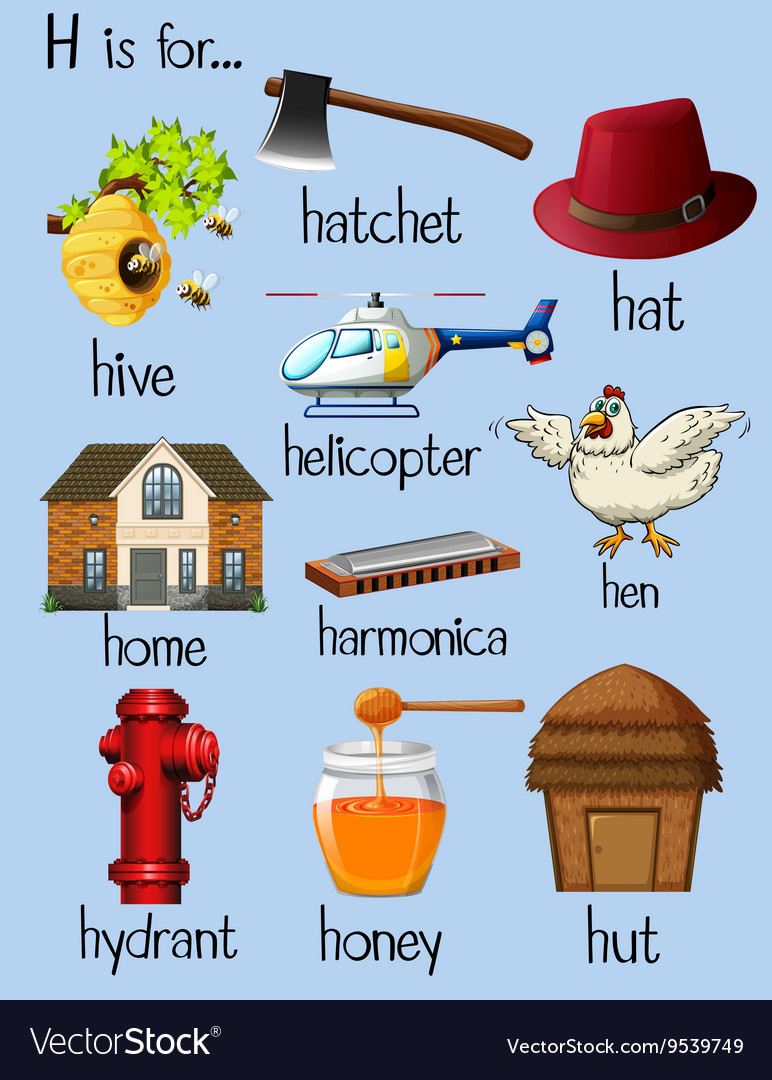 H is for...
hatchet
hat
hive
helicopter
hen
home
harmonica
hydrant
honey
hut
VectorStock®
VectorStock.com/9539749